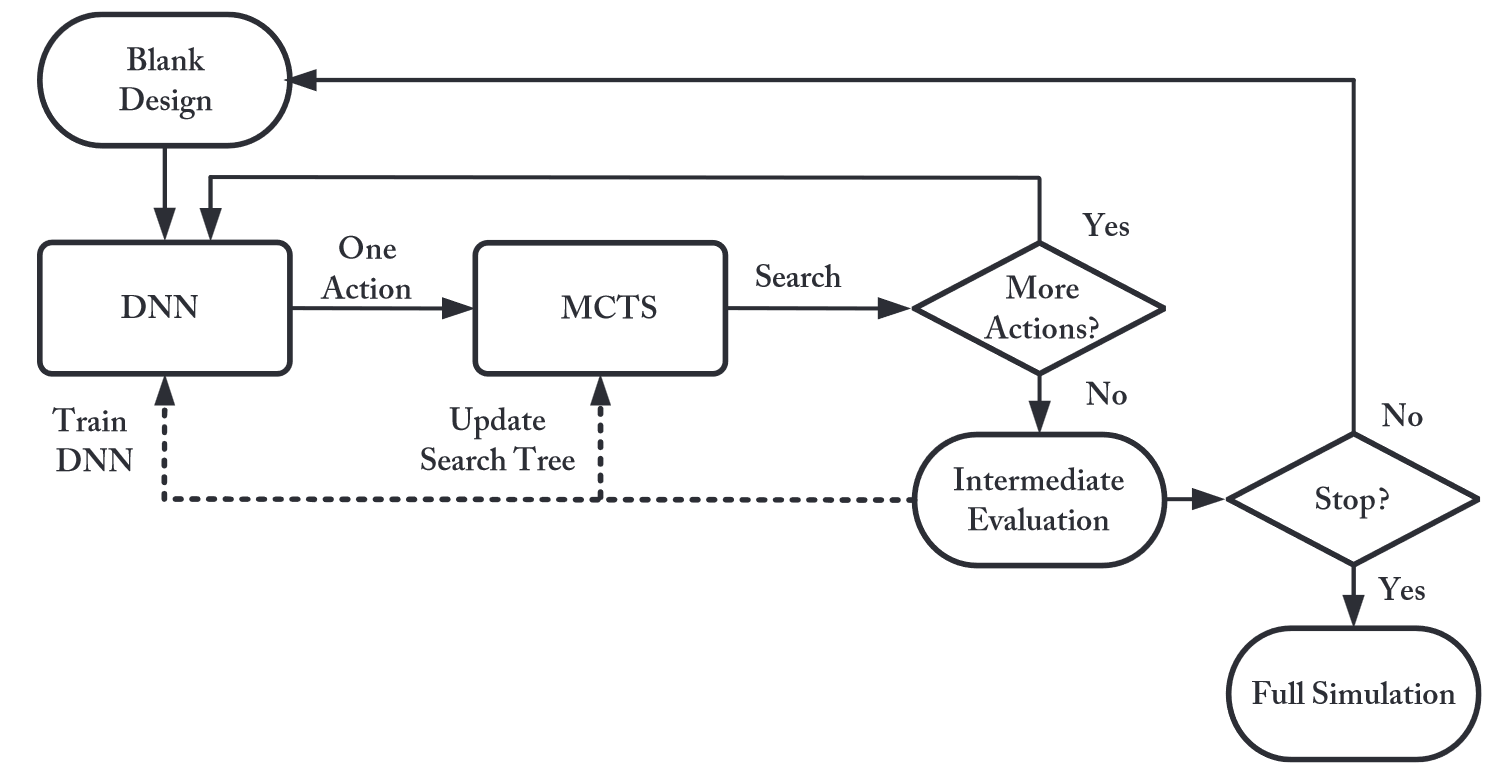 Blank
Design
Yes
One
Action
Search
DNN
MCTS
More
Actions?
Train
DNN
Update
Search Tree
No
No
Intermediate
Evaluation
Stop?
Yes
Full Simulation